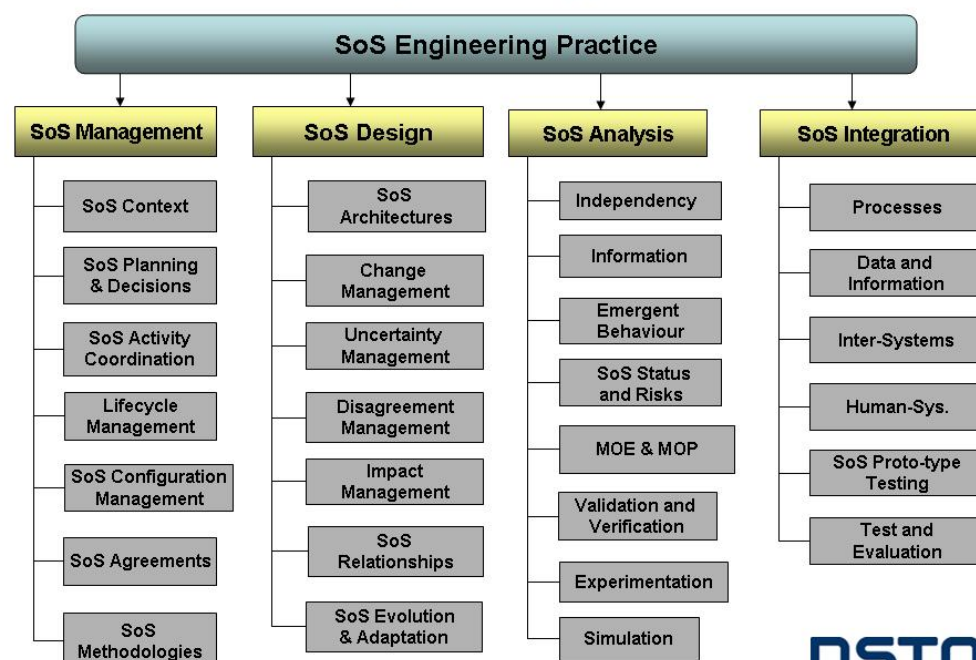 SoS Engineering Practice
SoS Management
SoS Context
SoS Planning
& Decisions
SoS Activity
Coordination
Lifecycle
Management
SoS Configuration
Management
SoS Agreements
SoS
Methodologies
SoS Design
SoS
Architectures
Change
Management
Uncertainty
Management
Disagreement
Management
Impact
Management
SoS
Relationships
SoS Evolution
& Adaptation
SoS Analysis
Independency
Information
Emergent
Behaviour
SoS Status
and Risks
MOE & MOP
Validation and
Verification
Experimentation
Simulation
SoS Integration
Processes
Data and
Information
Inter-Systems
Human-Sys.
SoS Proto-type
Testing
Test and
Evaluation